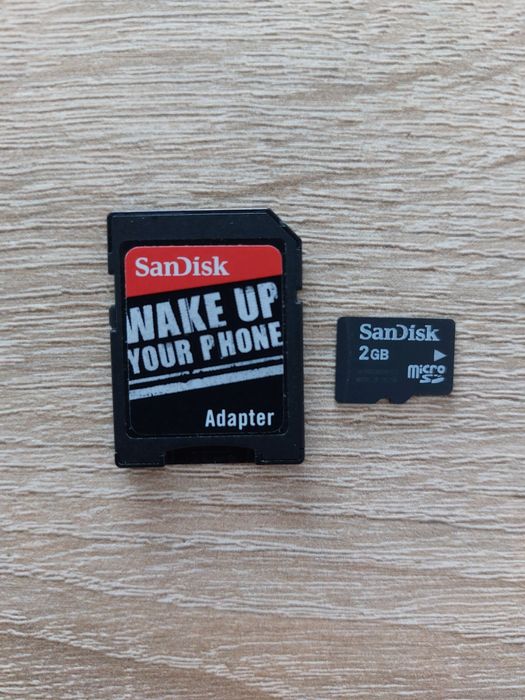 SanDisk
WAKE UP
YOUR PHONE
Adapter
SanDisk
2GB
micro
SD